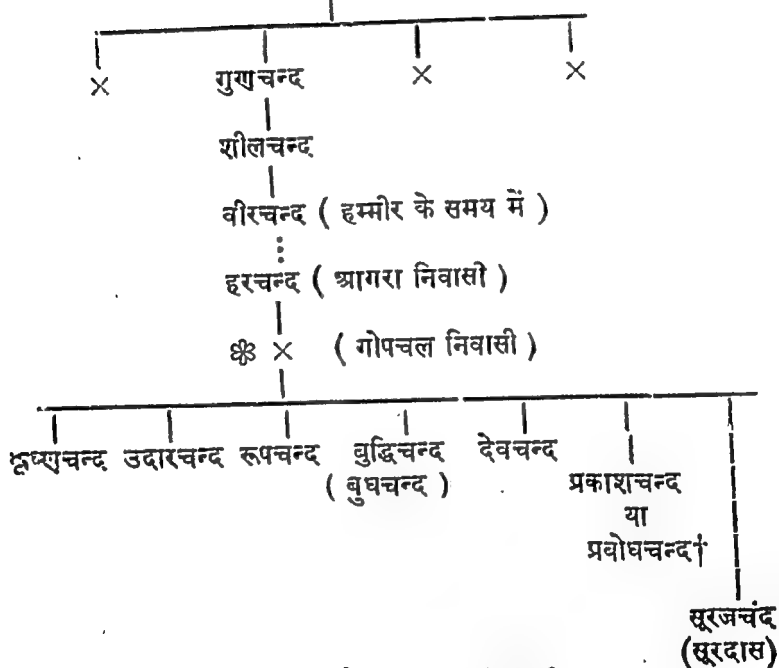 × गुणचन्द × ×
शीलचन्द
वीरचन्द ( हम्मीर के समय में )
हरचन्द ( आगरा निवासी )
❀ × ( गोपचल निवासी )
कृष्णचन्द उदारचन्द रूपचन्द बुद्धिचन्द देवचन्द
( बुधचन्द ) प्रकाशचन्द
या
प्रबोधचन्द†
सूरजचंद
(सूरदास)